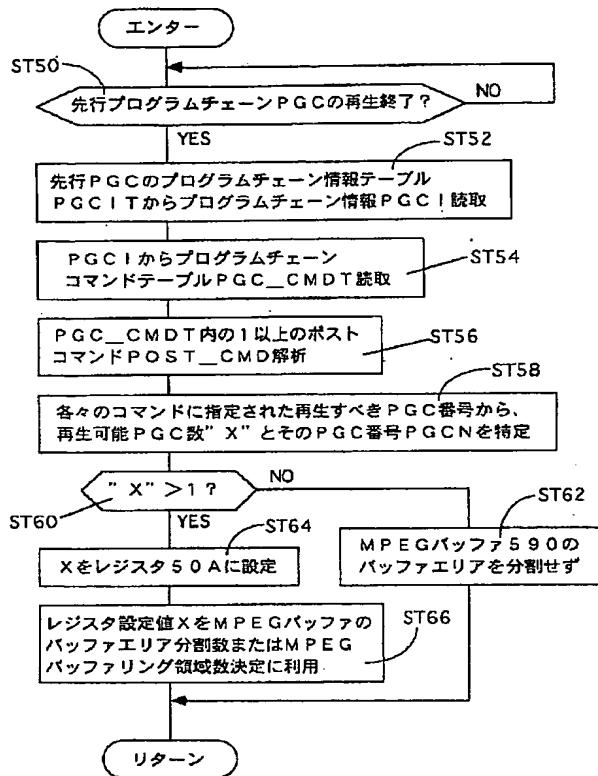 エンター
ST50
先行プログラムチェーンPGCの再生終了?
NO
YES
ST52
先行PGCのプログラムチェーン情報テーブル
PGCITからプログラムチェーン情報PGCI読取
PGCIからプログラムチェーン
コマンドテーブルPGC_CMDT読取
ST54
PGC_CMDT内の1以上のポスト
コマンドPOST_CMD解析
ST56
ST58
各々のコマンドに指定された再生すべきPGC番号から、
再生可能PGC数"X"とそのPGC番号PGCNを特定
"X">1?
NO
ST60
YES
ST62
ST64
Xをレジスタ50Aに設定
MPEGバッファ590の
バッファエリアを分割せず
レジスタ設定値XをMPEGバッファの
バッファエリア分割数またはMPEG
バッファリング領域数決定に利用
ST66
リターン